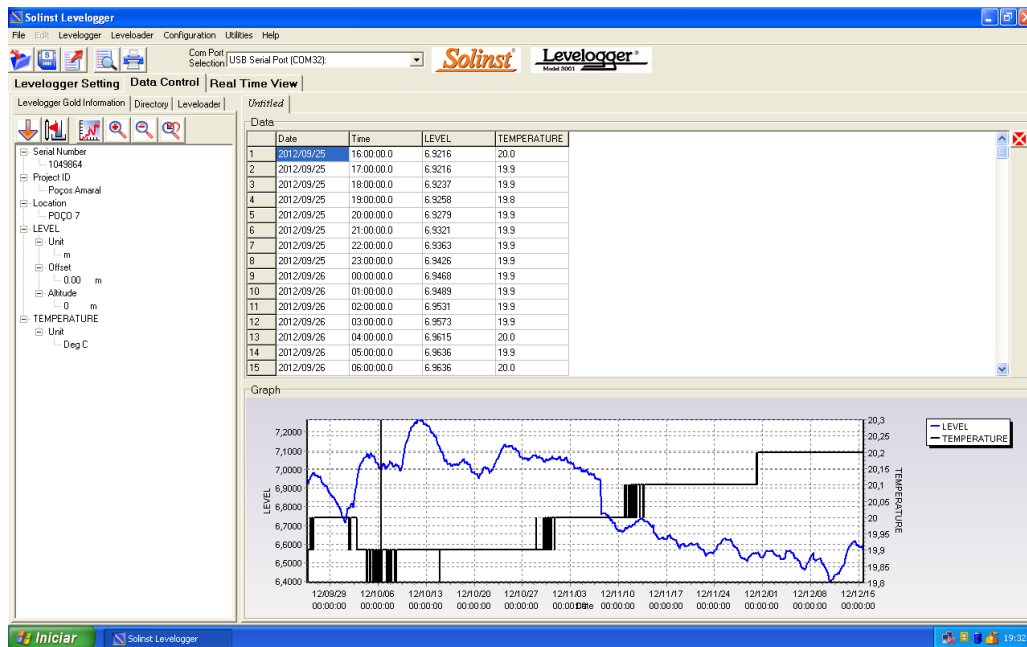 Solinst Levelogger
File Edit Levelogger Leveloader Configuration Utilities Help
Com Port Selection USB Serial Port (COM32):
Solinst Levelogger
Model 3001
Levelogger Setting Data Control Real Time View
Levelogger Gold Information Directory Leveloader Untitled
Data
Date Time LEVEL TEMPERATURE
1 2012/09/25 16:00:00.0 6.9216 20.0
2 2012/09/25 17:00:00.0 6.9216 19.9
3 2012/09/25 18:00:00.0 6.9237 19.9
4 2012/09/25 19:00:00.0 6.9258 19.8
5 2012/09/25 20:00:00.0 6.9279 19.9
6 2012/09/25 21:00:00.0 6.9321 19.9
7 2012/09/25 22:00:00.0 6.9363 19.9
8 2012/09/25 23:00:00.0 6.9426 19.9
9 2012/09/26 00:00:00.0 6.9468 19.9
10 2012/09/26 01:00:00.0 6.9489 19.9
11 2012/09/26 02:00:00.0 6.9531 19.9
12 2012/09/26 03:00:00.0 6.9573 19.9
13 2012/09/26 04:00:00.0 6.9615 20.0
14 2012/09/26 05:00:00.0 6.9636 19.9
15 2012/09/26 06:00:00.0 6.9636 20.0
Serial Number
1049864
Project ID
Poços Amaral
Location
POÇO 7
LEVEL
Unit
m
Offset
0.00 m
Altitude
0 m
TEMPERATURE
Unit
Deg C
Graph
LEVEL
7,2000
7,1000
7,0000
6,9000
6,8000
6,7000
6,6000
6,5000
6,4000
20,3
20,25
20,2
20,15
20,1
20,05
20
19,95
19,9
19,85
19,8
TEMPERATURE
LEVEL
TEMPERATURE
12/09/29 12/10/06 12/10/13 12/10/20 12/10/27 12/11/03 12/11/10 12/11/17 12/11/24 12/12/01 12/12/08 12/12/15
00:00:00 00:00:00 00:00:00 00:00:00 00:00:00 00:00:00 00:00:00 00:00:00 00:00:00 00:00:00 00:00:00 00:00:00
Date
Iniciar Solinst Levelogger 19:32